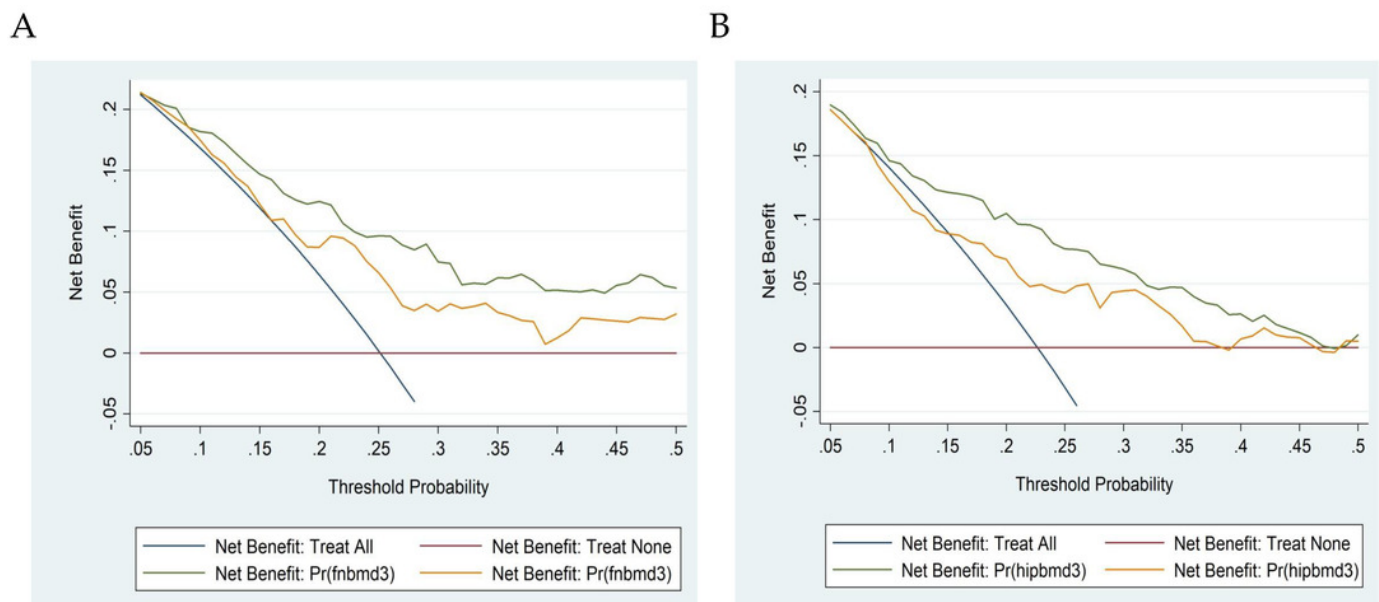 A
B
Net Benefit
.2
.15
.1
.05
0
-.05
.05 .1 .15 .2 .25 .3 .35 .4 .45 .5
Threshold Probability
Net Benefit: Treat All Net Benefit: Treat None
Net Benefit: Pr(fnbmd3) Net Benefit: Pr(fnbmd3)
Net Benefit
.2
.15
.1
.05
0
-.05
.05 .1 .15 .2 .25 .3 .35 .4 .45 .5
Threshold Probability
Net Benefit: Treat All Net Benefit: Treat None
Net Benefit: Pr(hipbmd3) Net Benefit: Pr(hipbmd3)